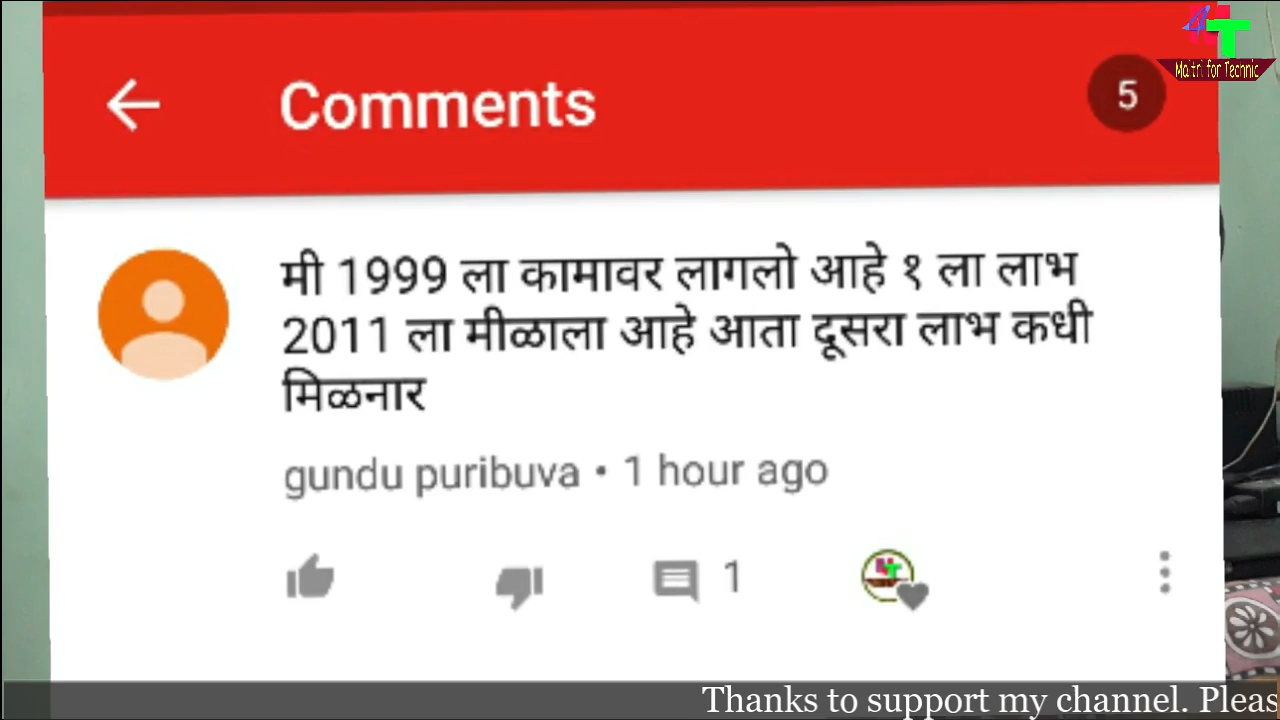 4T
Maitri for Technic
Comments
5
मी 1999 ला कामावर लागलो आहे १ ला लाभ
2011 ला मीळाला आहे आता दूसरा लाभ कधी
मिळनार
gundu puribuva • 1 hour ago
1
Thanks to support my channel. Pleas